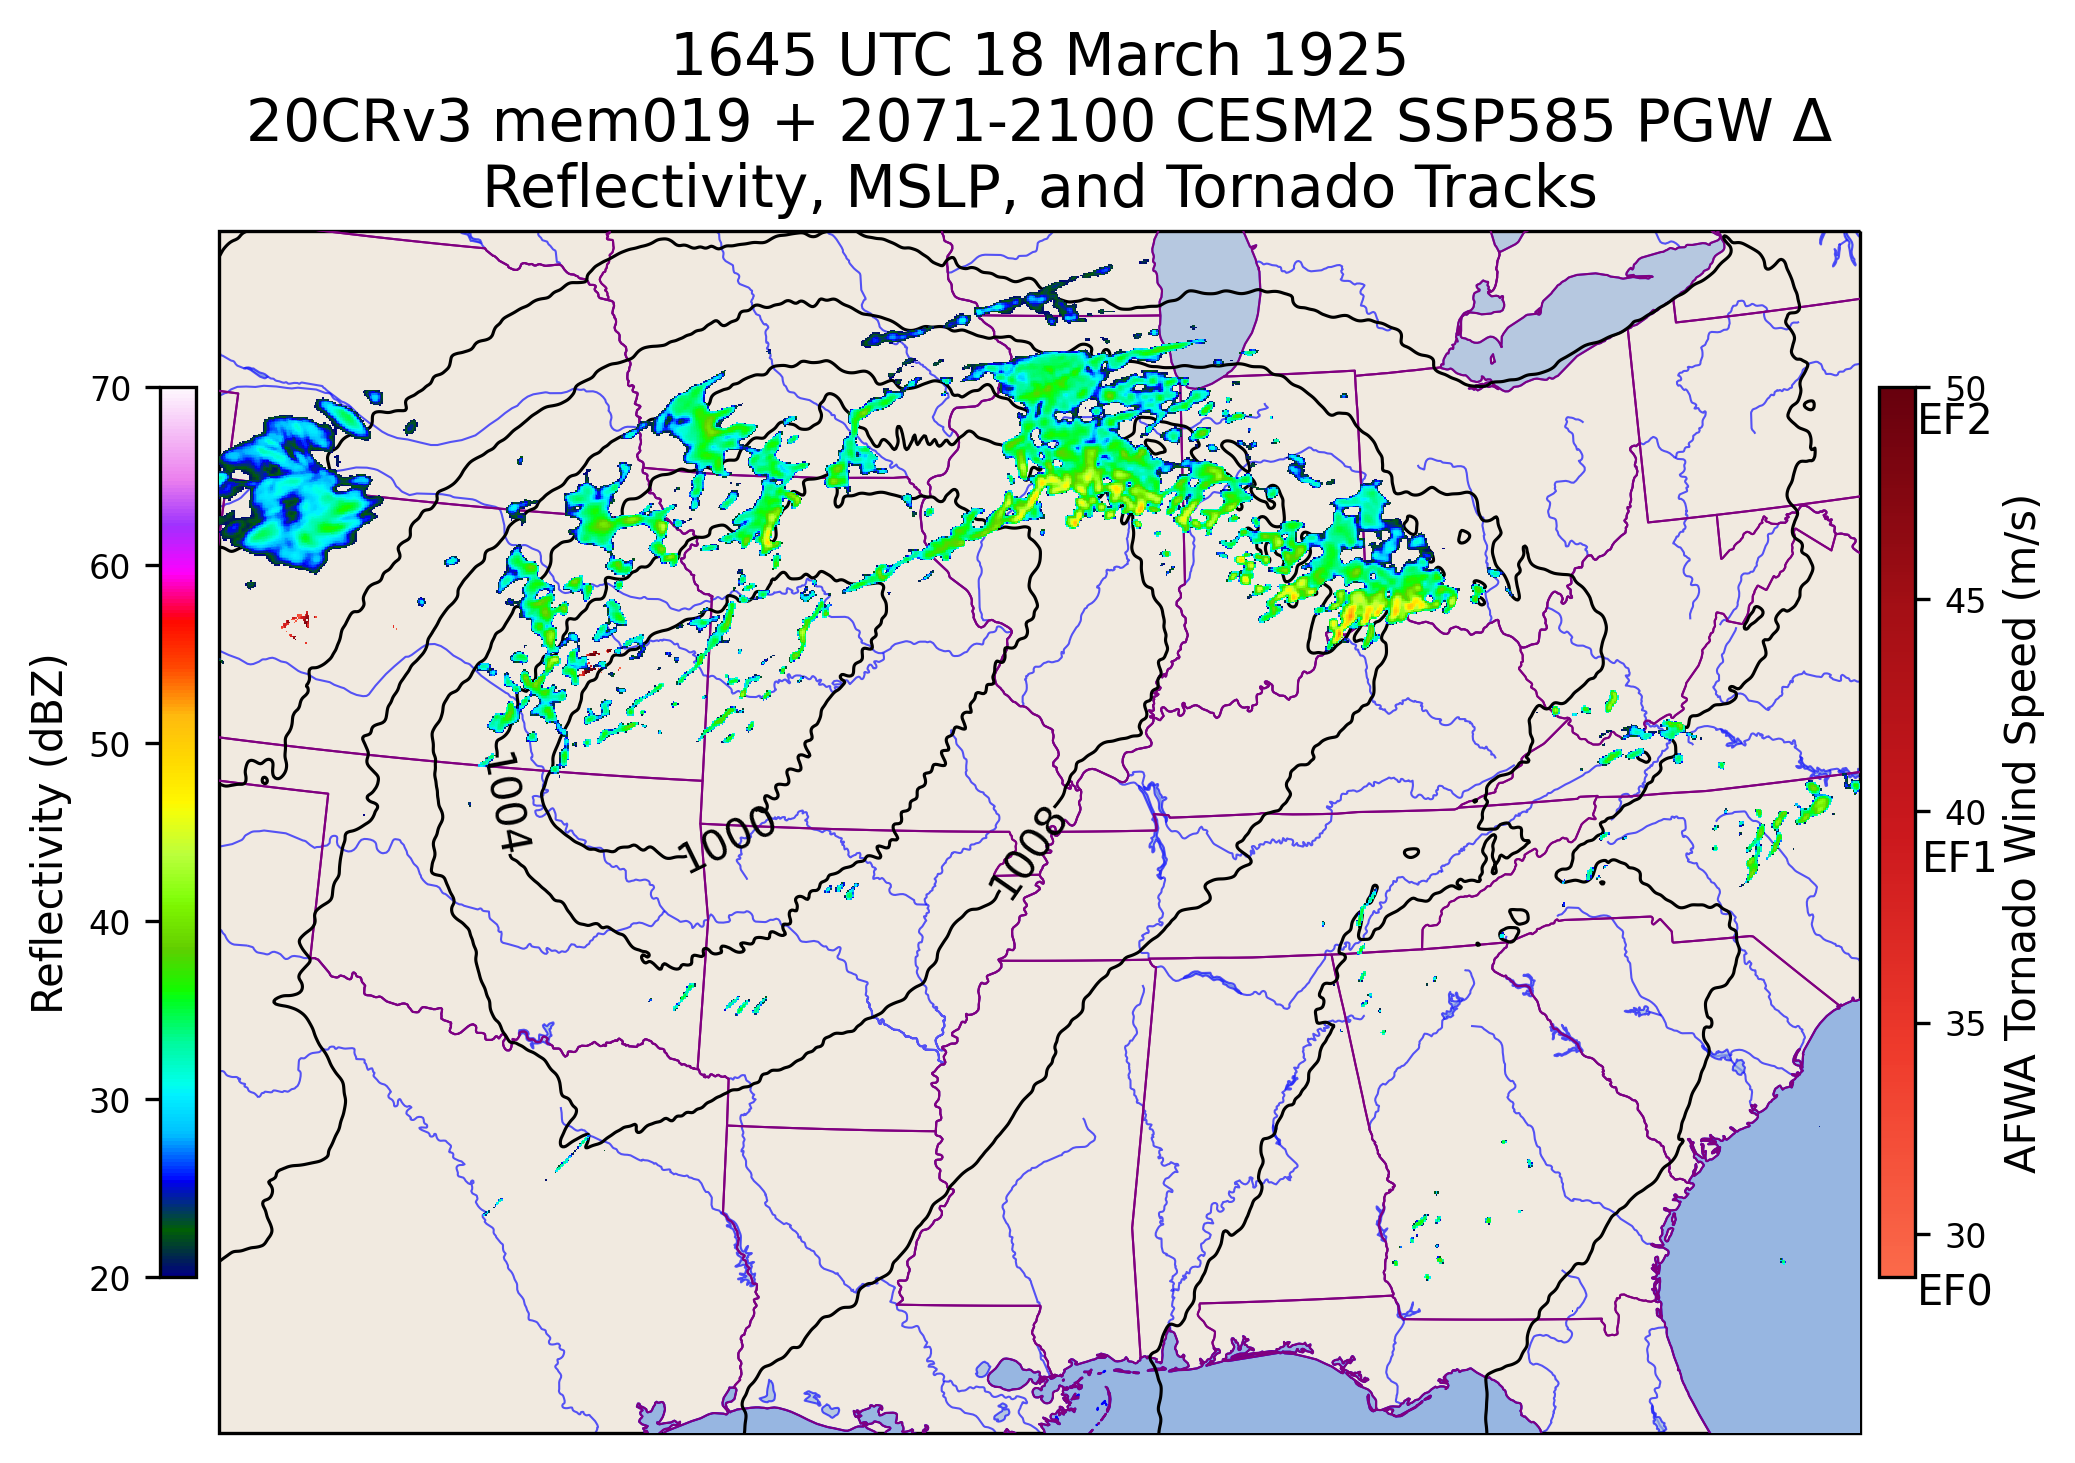 1645 UTC 18 March 1925
20CRv3 mem019 + 2071-2100 CESM2 SSP585 PGW Δ
Reflectivity, MSLP, and Tornado Tracks
70
60
50
40
30
20
Reflectivity (dBZ)
1004
1000
1008
50
EF2
45
40
EF1
35
30
EF0
AFWA Tornado Wind Speed (m/s)